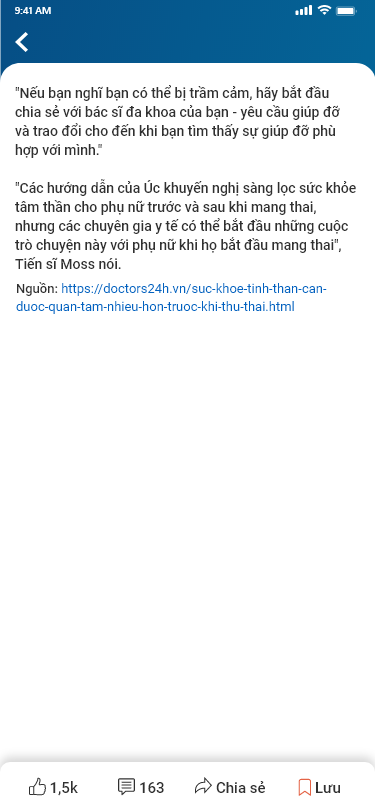 9:41 AM
"Nếu bạn nghĩ bạn có thể bị trầm cảm, hãy bắt đầu
chia sẻ với bác sĩ đa khoa của bạn - yêu cầu giúp đỡ
và trao đổi cho đến khi bạn tìm thấy sự giúp đỡ phù
hợp với mình."
"Các hướng dẫn của Úc khuyến nghị sàng lọc sức khỏe
tâm thần cho phụ nữ trước và sau khi mang thai,
nhưng các chuyên gia y tế có thể bắt đầu những cuộc
trò chuyện này với phụ nữ khi họ bắt đầu mang thai",
Tiến sĩ Moss nói.
Nguồn: https://doctors24h.vn/suc-khoe-tinh-than-can-
duoc-quan-tam-nhieu-hon-truoc-khi-thu-thai.html
1,5k 163 Chia sẻ Lưu